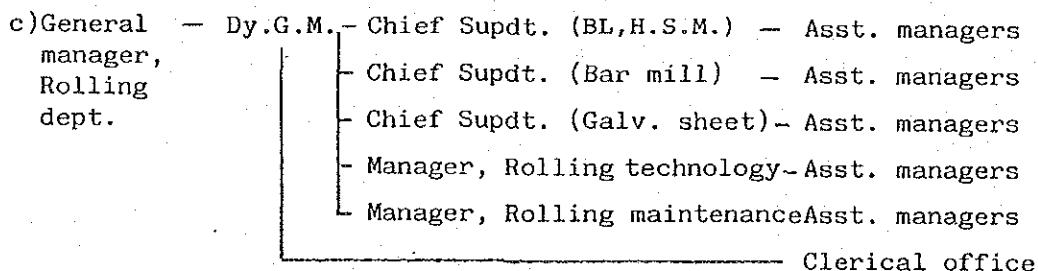 c)General — Dy.G.M. — Chief Supdt. (BL,H.S.M.) — Asst. managers
manager,
Rolling — Chief Supdt. (Bar mill) — Asst. managers
dept. — Chief Supdt. (Galv. sheet) — Asst. managers
— Manager, Rolling technology — Asst. managers
— Manager, Rolling maintenance Asst. managers
Clerical office